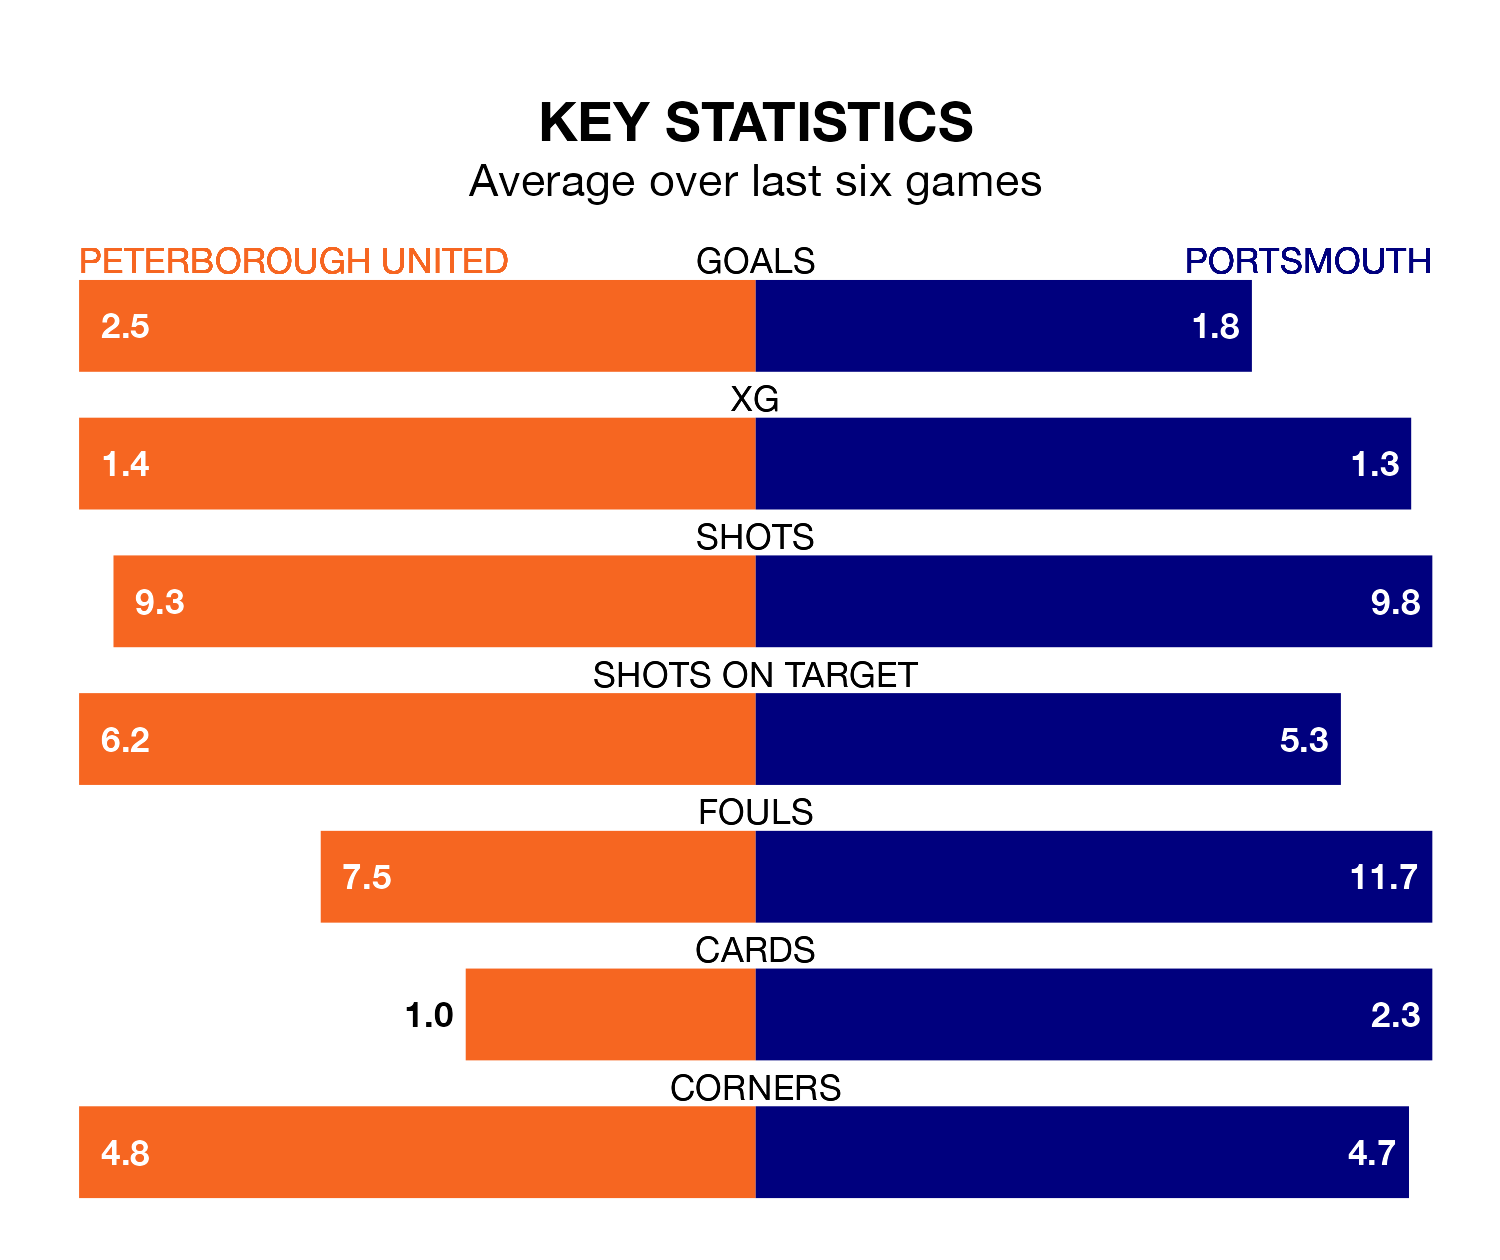 KEY STATISTICS
Average over last six games
PETERBOROUGH UNITED GOALS PORTSMOUTH
2.5 1.8
XG
1.4 1.3
SHOTS
9.3 9.8
SHOTS ON TARGET
6.2 5.3
FOULS
7.5 11.7
CARDS
1.0 2.3
CORNERS
4.8 4.7